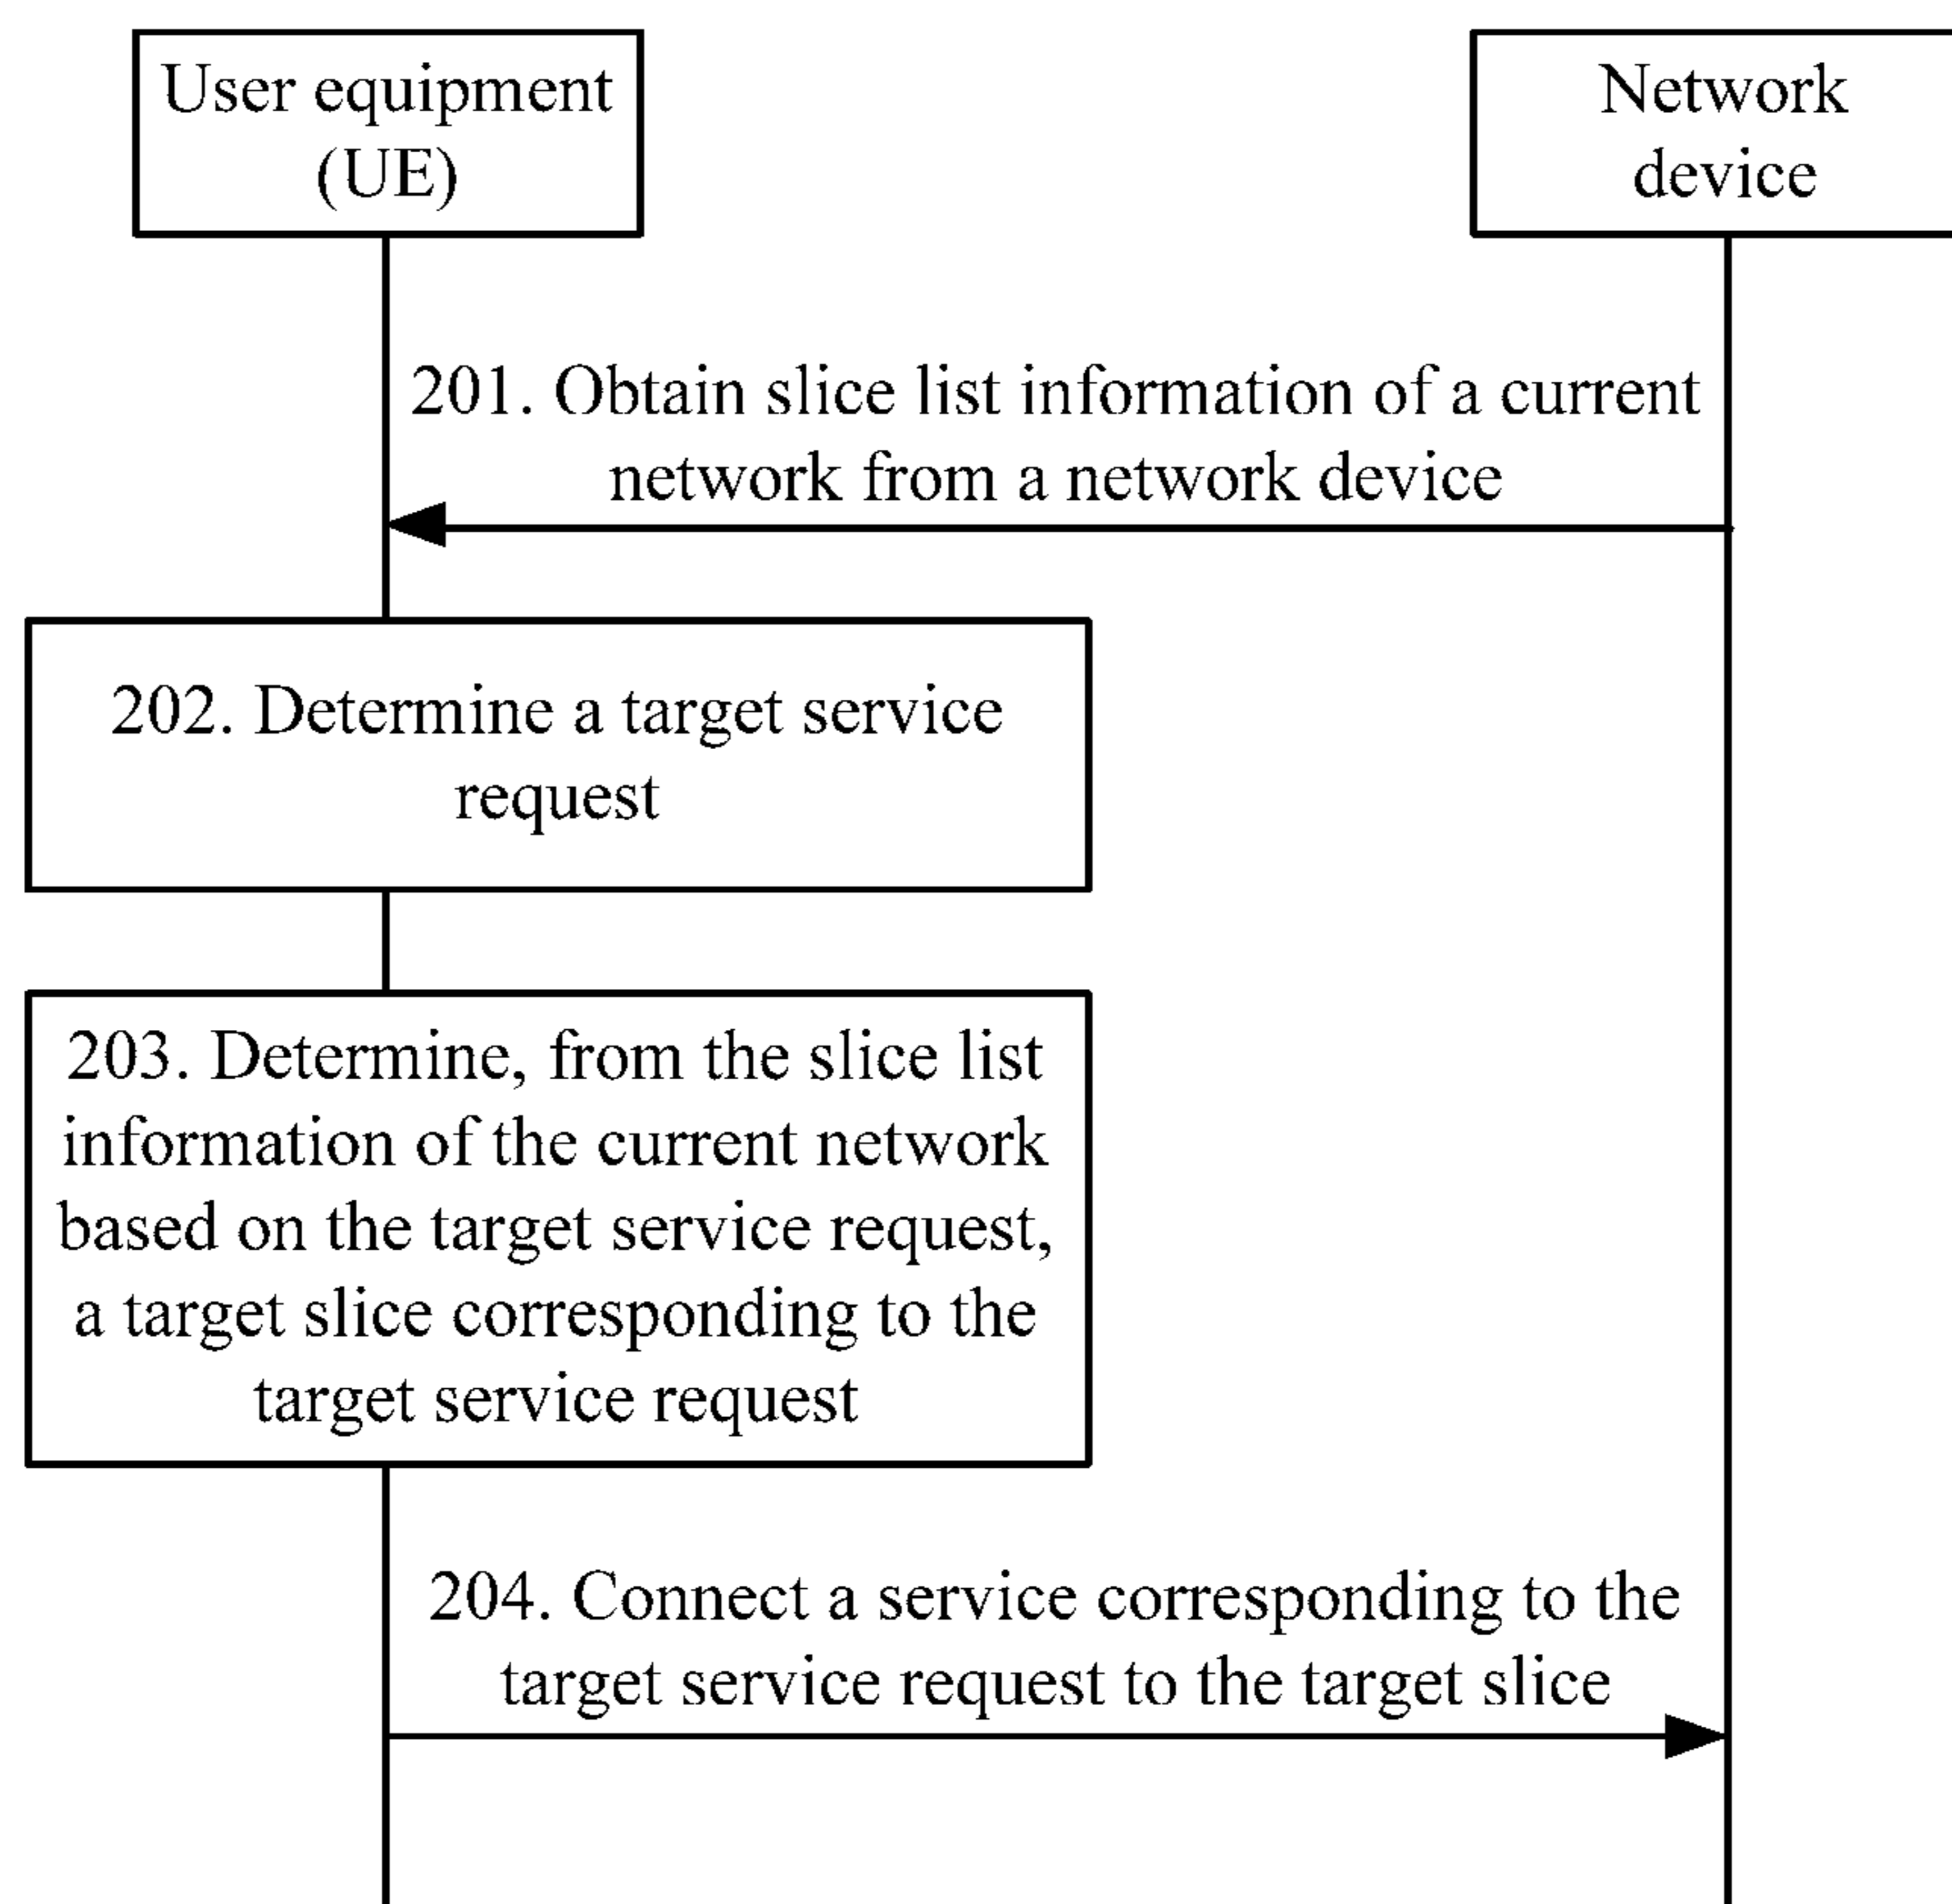 User equipment
(UE)
Network
device
201. Obtain slice list information of a current
network from a network device
202. Determine a target service
request
203. Determine, from the slice list
information of the current network
based on the target service request,
a target slice corresponding to the
target service request
204. Connect a service corresponding to the
target service request to the target slice